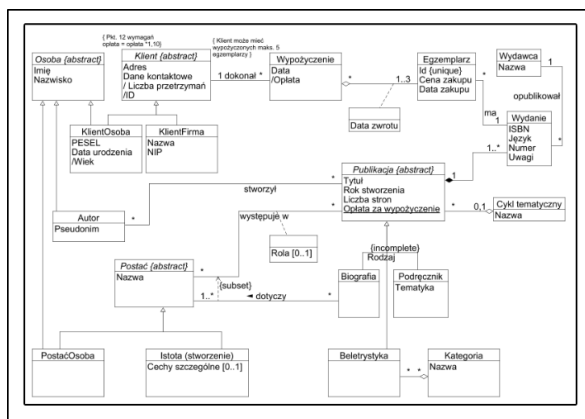 { Pkt. 12 wymagań
opłata = opłata *1,10}
{ Klient może mieć
wypożyczonych maks. 5
egzemplarzy }
Osoba {abstract}
Imię
Nazwisko
Klient {abstract}
Adres
Dane kontaktowe
/ Liczba przetrzymań
/ID
1 dokonał *
Wypożyczenie
Data
/Opłata
*
1..3
Data zwrotu
Egzemplarz
Id {unique}
Cena zakupu
Data zakupu
*
ma
1
Wydawca
Nazwa
1
opublikował
*
Wydanie
ISBN
Język
Numer
Uwagi
1..*
1
KlientOsoba
PESEL
Data urodzenia
/Wiek
KlientFirma
Nazwa
NIP
Publikacja {abstract}
Tytuł
Rok stworzenia
Liczba stron
Opłata za wypożyczenie
stworzył
*
*
Autor
Pseudonim
występuje w
*
*
Rola [0..1]
*
0,1
Cykl tematyczny
Nazwa
{incomplete}
Rodzaj
Postać {abstract}
Nazwa
{subset}
1..*
dotyczy
*
Biografia
Podręcznik
Tematyka
PostaćOsoba
Istota (stworzenie)
Cechy szczególne [0..1]
Beletrystyka
*
*
Kategoria
Nazwa